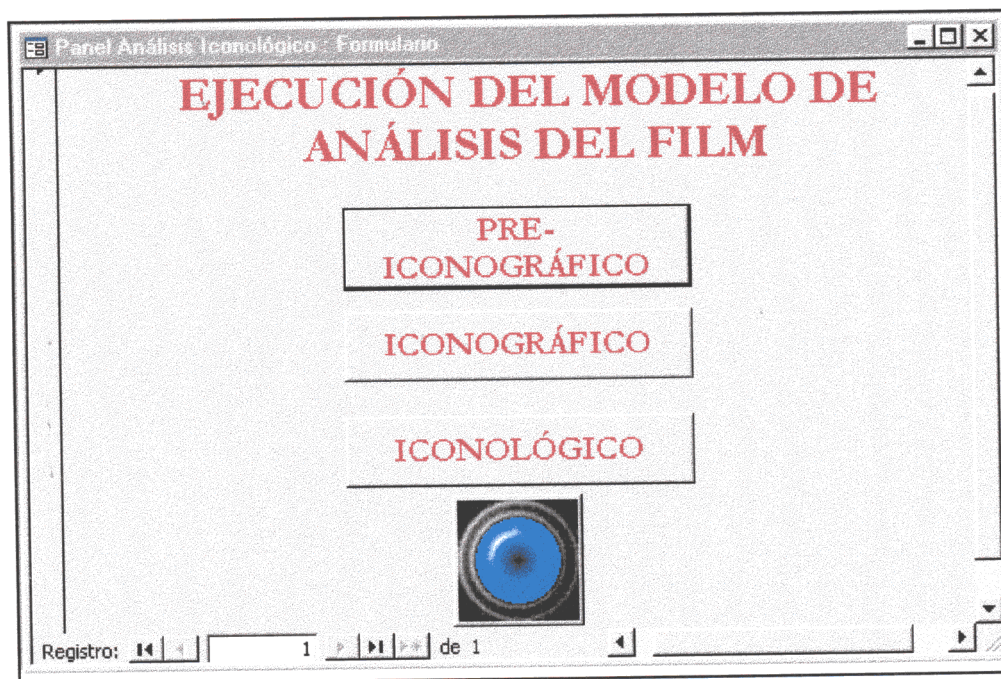 Panel Análisis Iconológico : Formulario
EJECUCIÓN DEL MODELO DE
ANÁLISIS DEL FILM
PRE-
ICONOGRÁFICO
ICONOGRÁFICO
ICONOLÓGICO
Registro: 1 de 1